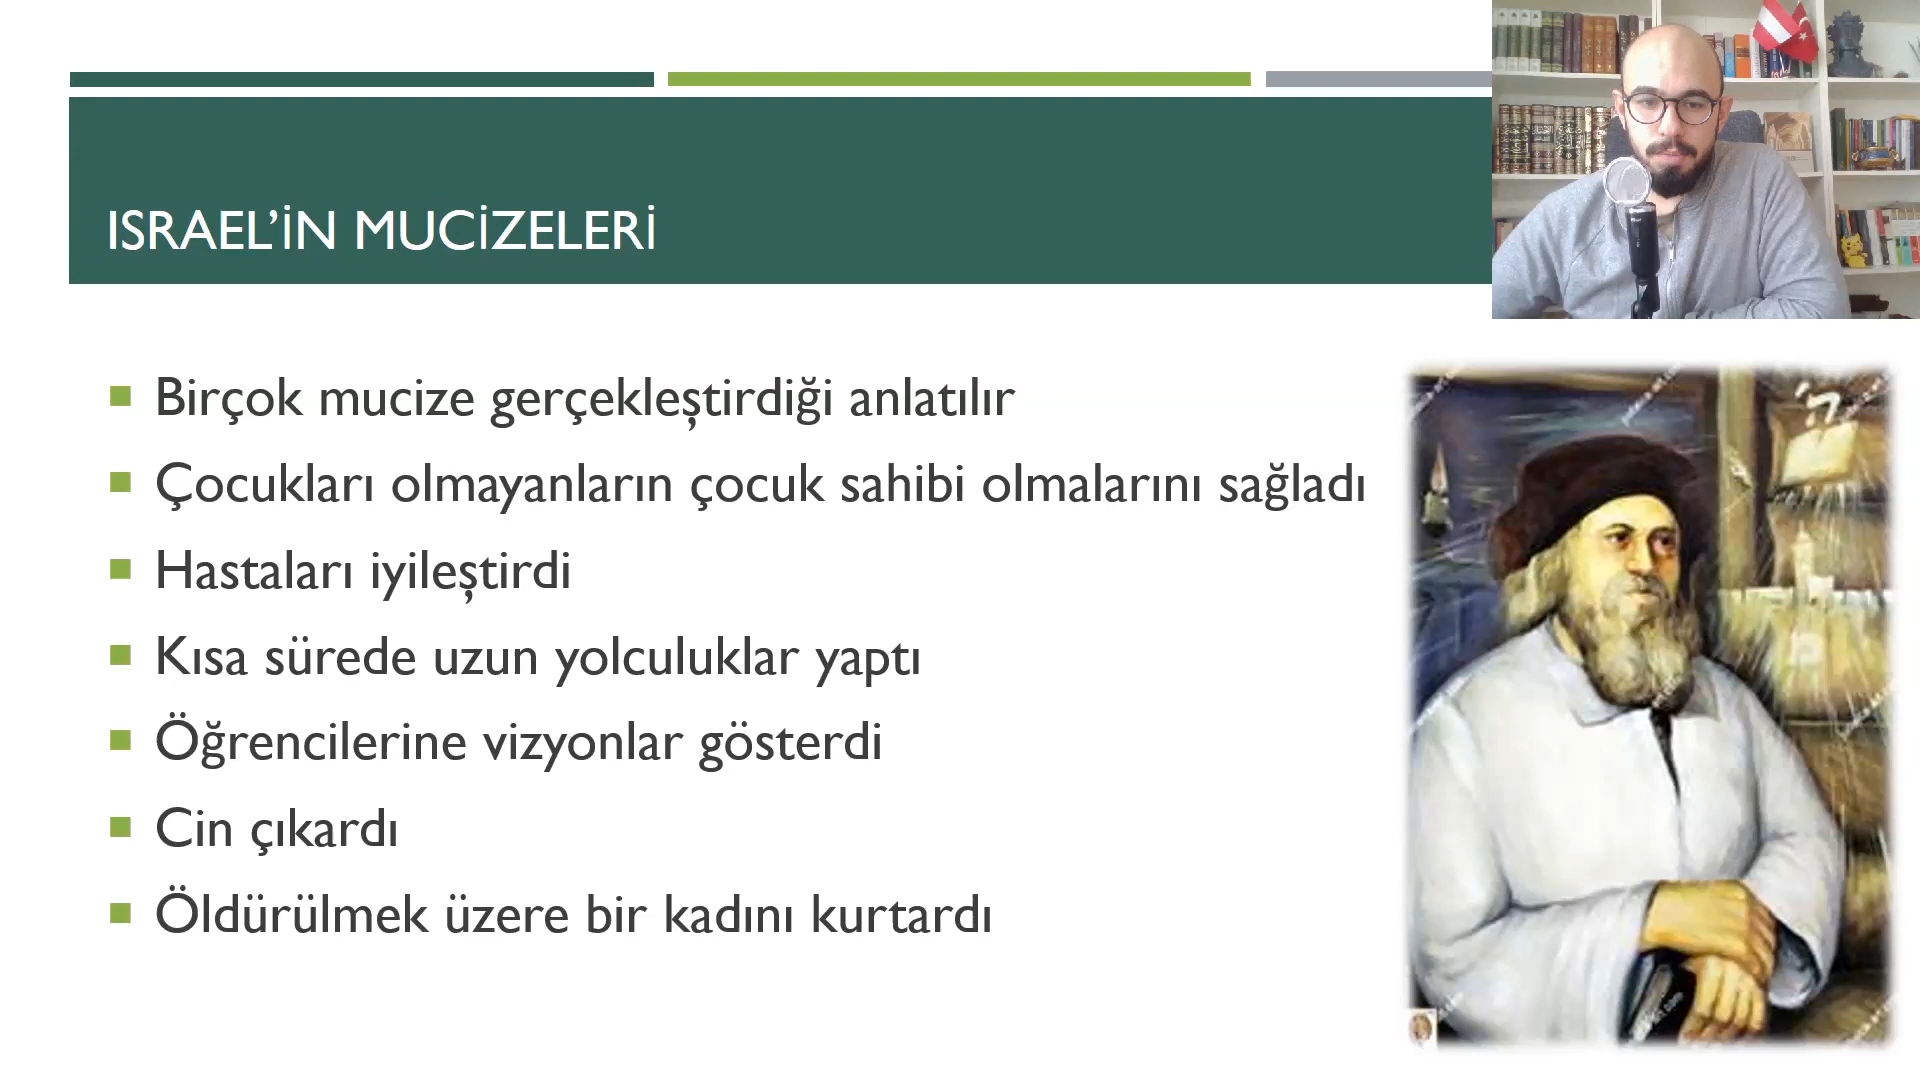 ISRAEL’İN MUCİZELERİ
Birçok mucize gerçekleştirdiği anlatılır
Çocukları olmayanların çocuk sahibi olmalarını sağladı
Hastaları iyileştirdi
Kısa sürede uzun yolculuklar yaptı
Öğrencilerine vizyonlar gösterdi
Cin çıkardı
Öldürülmek üzere bir kadını kurtardı